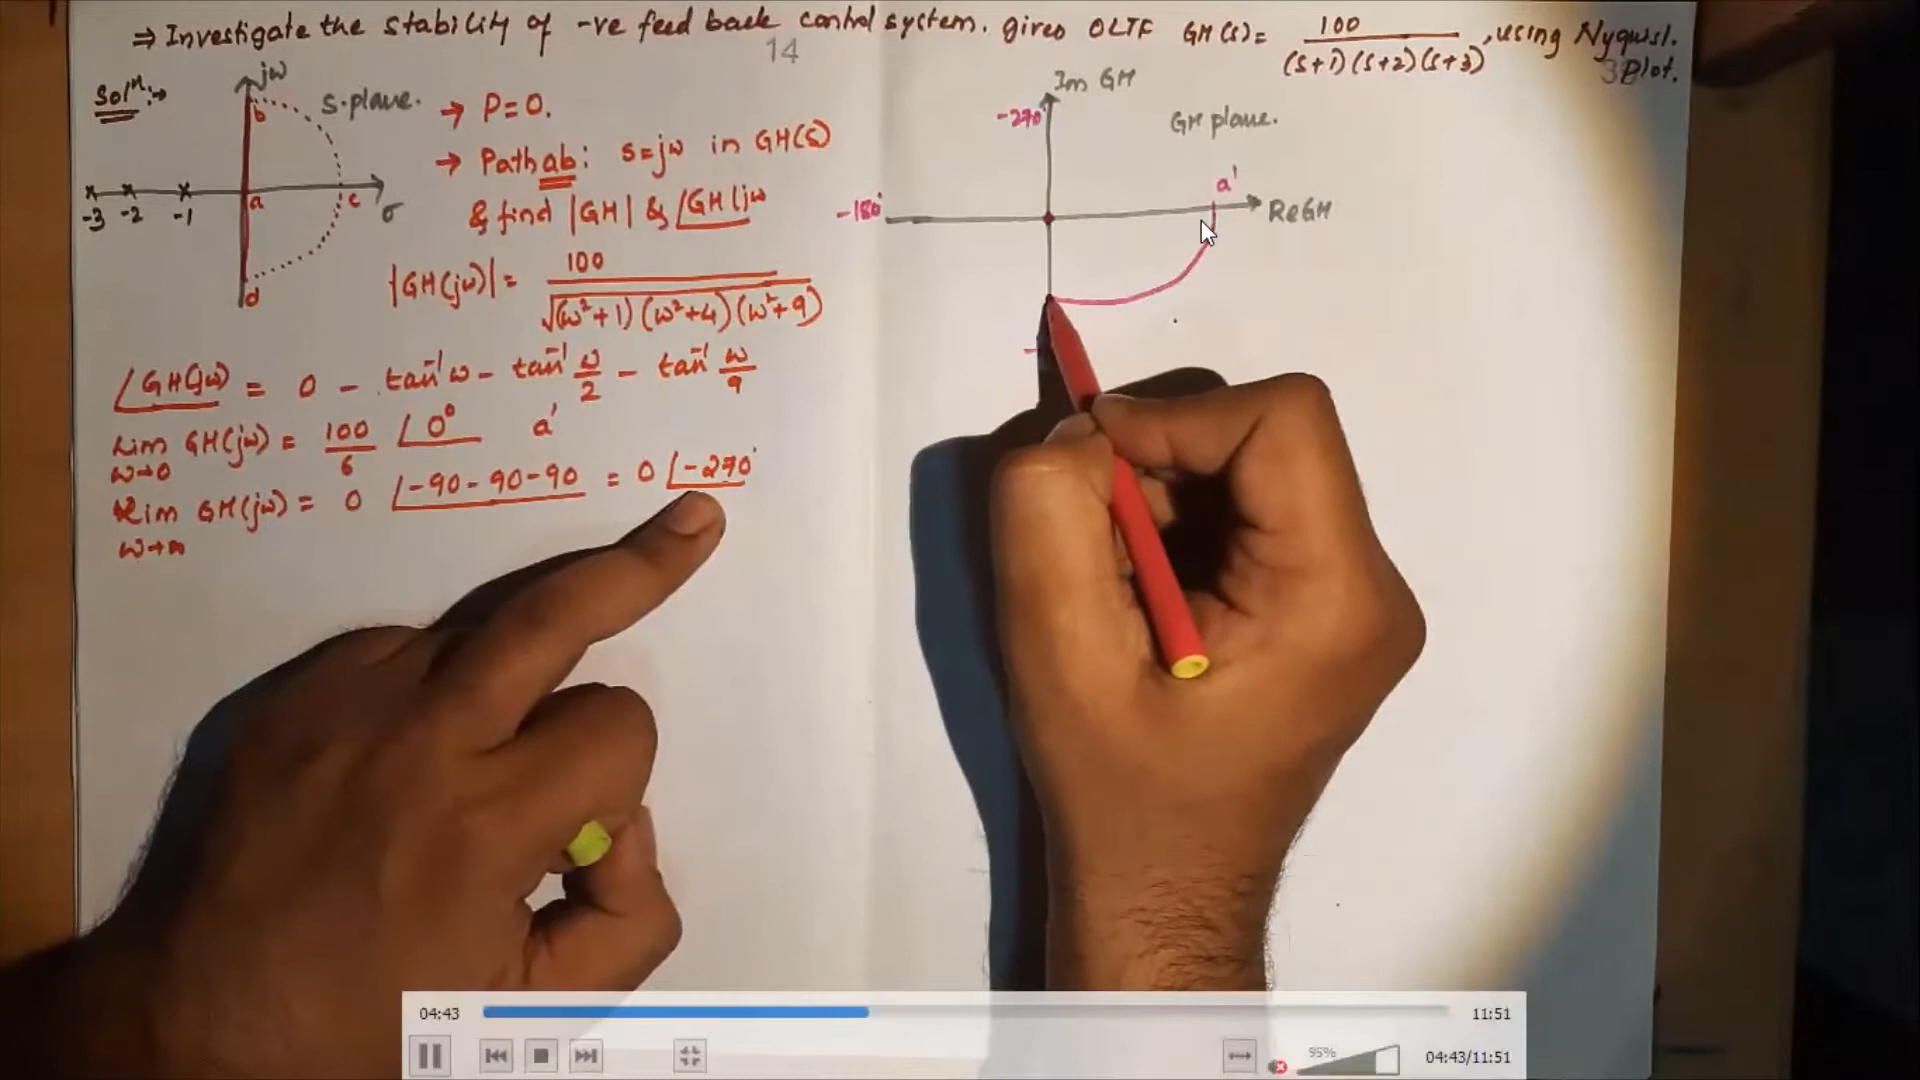 ⇒ Investigate the stability of -ve feed back control system. given OLTF GH(s) = 100 / (s+1)(s+2)(s+3), using Nyquist.
Plot.
14
Solⁿ:→
jω
b
S-plane.
-3 -2 -1
a
c
σ
d
→ P=0.
→ Path ab: s=jω in GH(s)
& find |GH| & ∠GH|jω
|GH(jω)| = 100 / √(ω²+1)(ω²+4)(ω²+9)
∠GH(jω) = 0 - tan⁻¹ω - tan⁻¹ ω/2 - tan⁻¹ ω/9
Lim GH(jω) = 100/6 ∠0° a'
ω→0
Lim GH(jω) = 0 ∠-90-90-90 = 0 ∠-270°
ω→∞
Im GH
-270°
GH plane.
a'
-180°
Re GH
04:43
11:51
95%
04:43/11:51